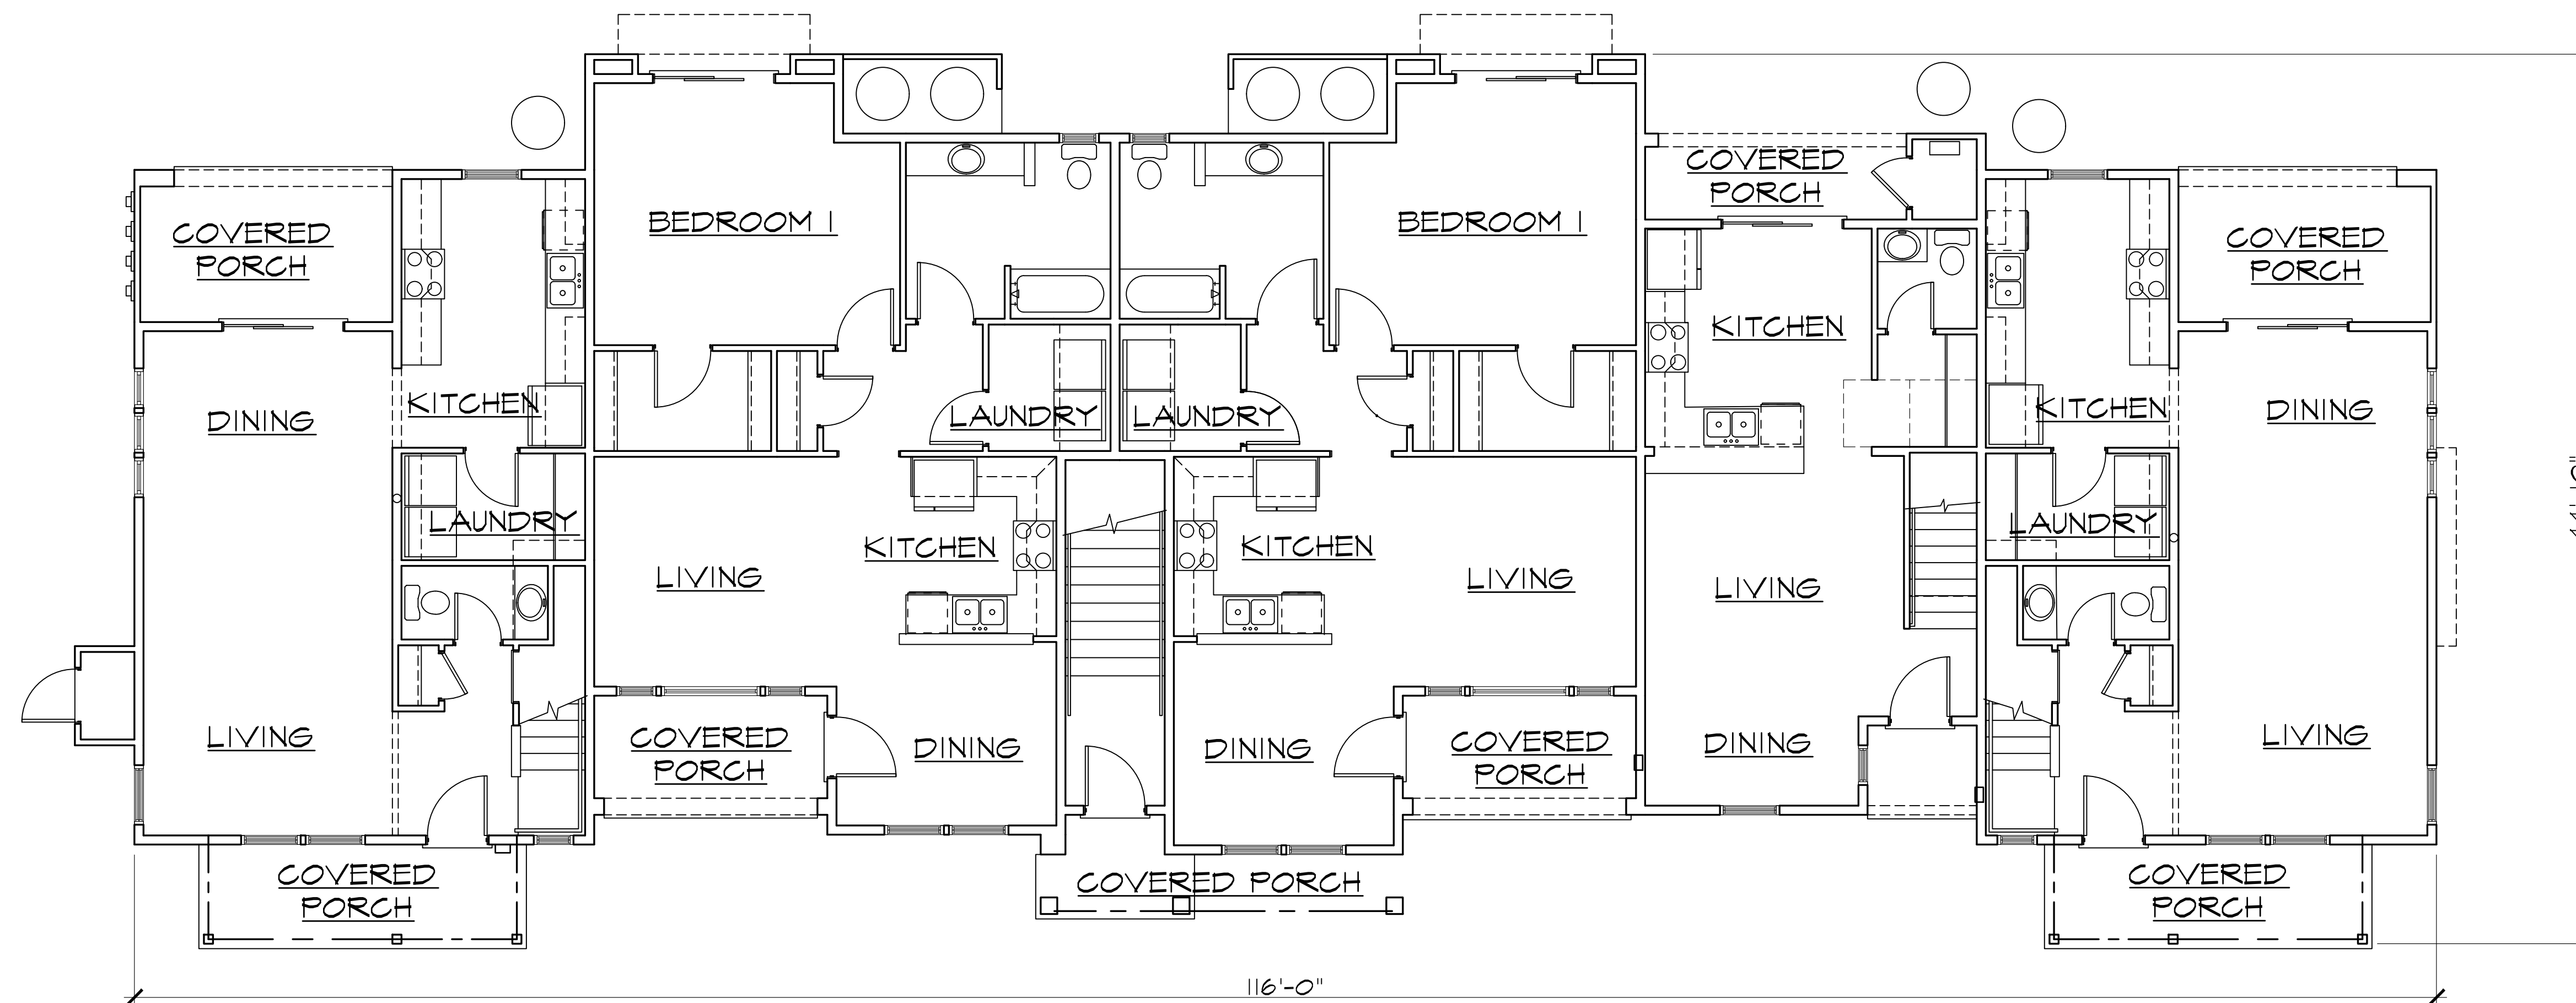 COVERED
PORCH
BEDROOM 1
BEDROOM 1
COVERED
PORCH
COVERED
PORCH
KITCHEN
DINING
KITCHEN
LAUNDRY
LAUNDRY
KITCHEN
DINING
LAUNDRY
LIVING
KITCHEN
KITCHEN
LIVING
LIVING
LAUNDRY
LIVING
COVERED
PORCH
DINING
DINING
COVERED
PORCH
DINING
LIVING
COVERED
PORCH
COVERED PORCH
COVERED
PORCH
116'-0"